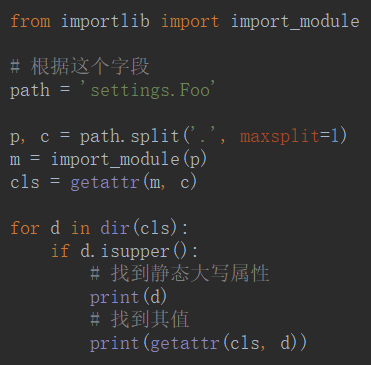 from importlib import import_module

# 根据这个字段
path = 'settings.Foo'

p, c = path.split('.', maxsplit=1)
m = import_module(p)
cls = getattr(m, c)

for d in dir(cls):
    if d.isupper():
        # 找到静态大写属性
        print(d)
        # 找到其值
        print(getattr(cls, d))